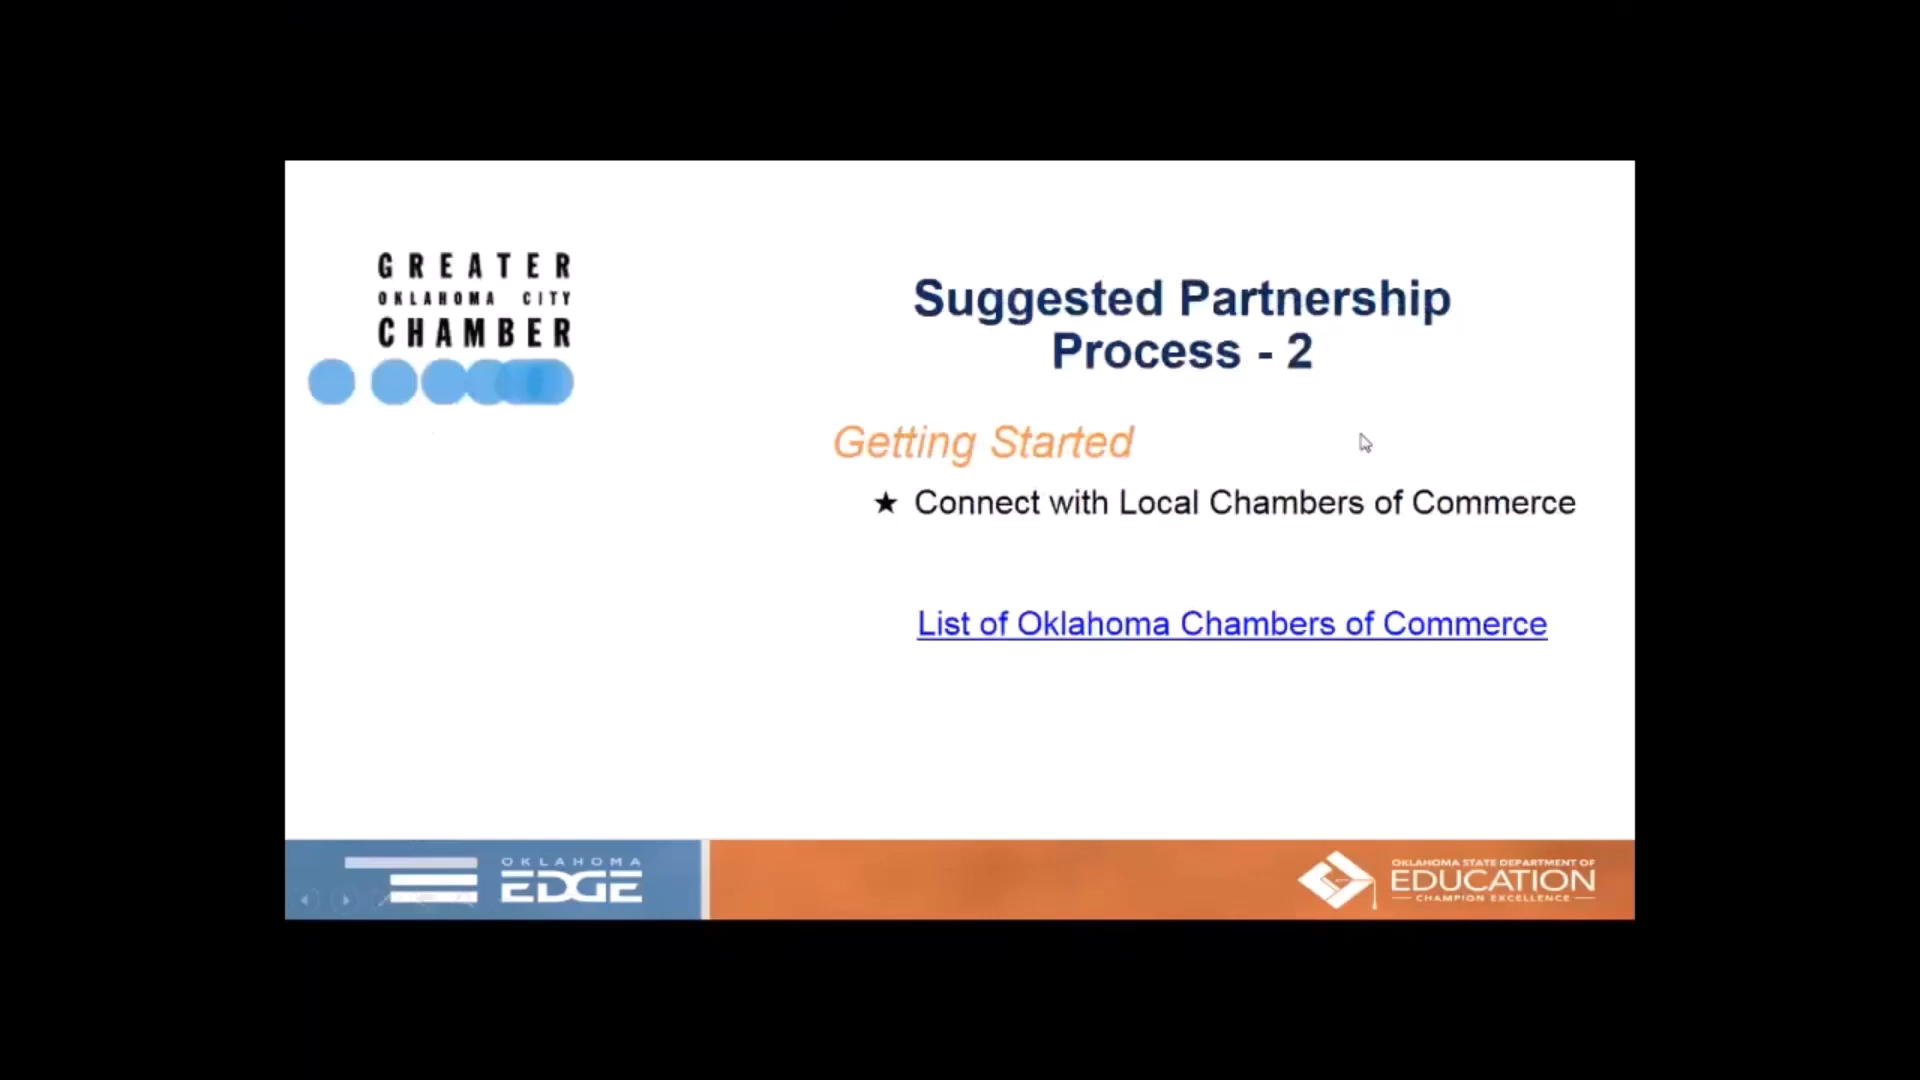 GREATER
OKLAHOMA CITY
CHAMBER
Suggested Partnership
Process - 2
Getting Started
★ Connect with Local Chambers of Commerce
List of Oklahoma Chambers of Commerce
OKLAHOMA
EDGE
OKLAHOMA STATE DEPARTMENT OF
EDUCATION
CHAMPION EXCELLENCE